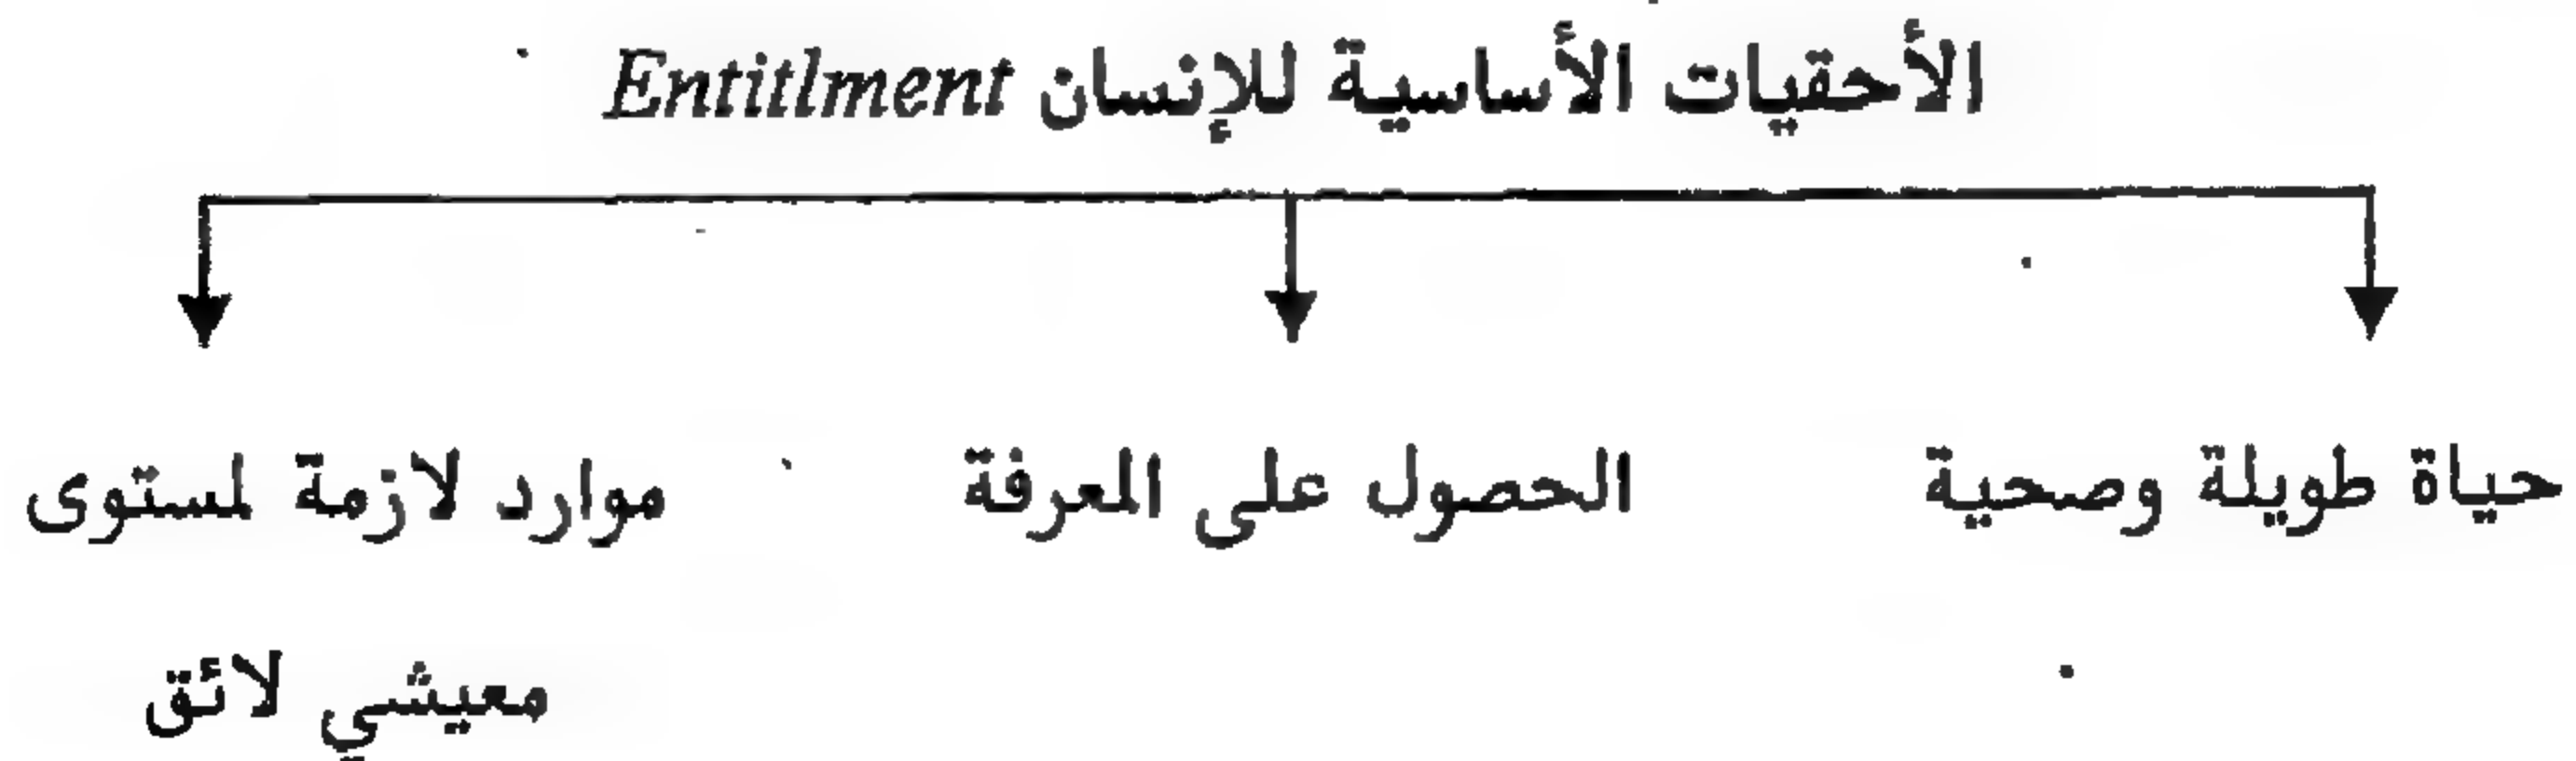 الأحقيات الأساسية للإنسان Entitlment
حياة طويلة وصحية
الحصول على المعرفة
موارد لازمة لمستوى
معيشي لائق